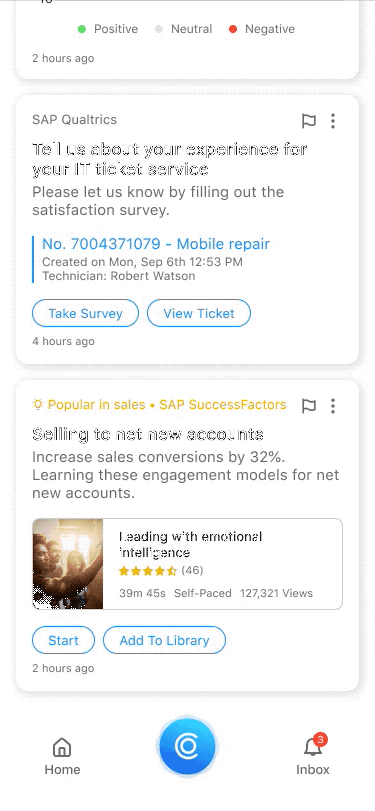 Positive
Neutral
Negative
2 hours ago
SAP Qualtrics
Tell us about your experience for
your IT ticket service
Please let us know by filling out the
satisfaction survey.
No. 7004371079 - Mobile repair
Created on Mon, Sep 6th 12:53 PM
Technician: Robert Watson
Take Survey
View Ticket
4 hours ago
Popular in sales • SAP SuccessFactors
Selling to net new accounts
Increase sales conversions by 32%.
Learning these engagement models for net
new accounts.
Leading with emotional
intelligence
(46)
39m 45s Self-Paced 127,321 Views
Start
Add To Library
2 hours ago
3
Home
Inbox